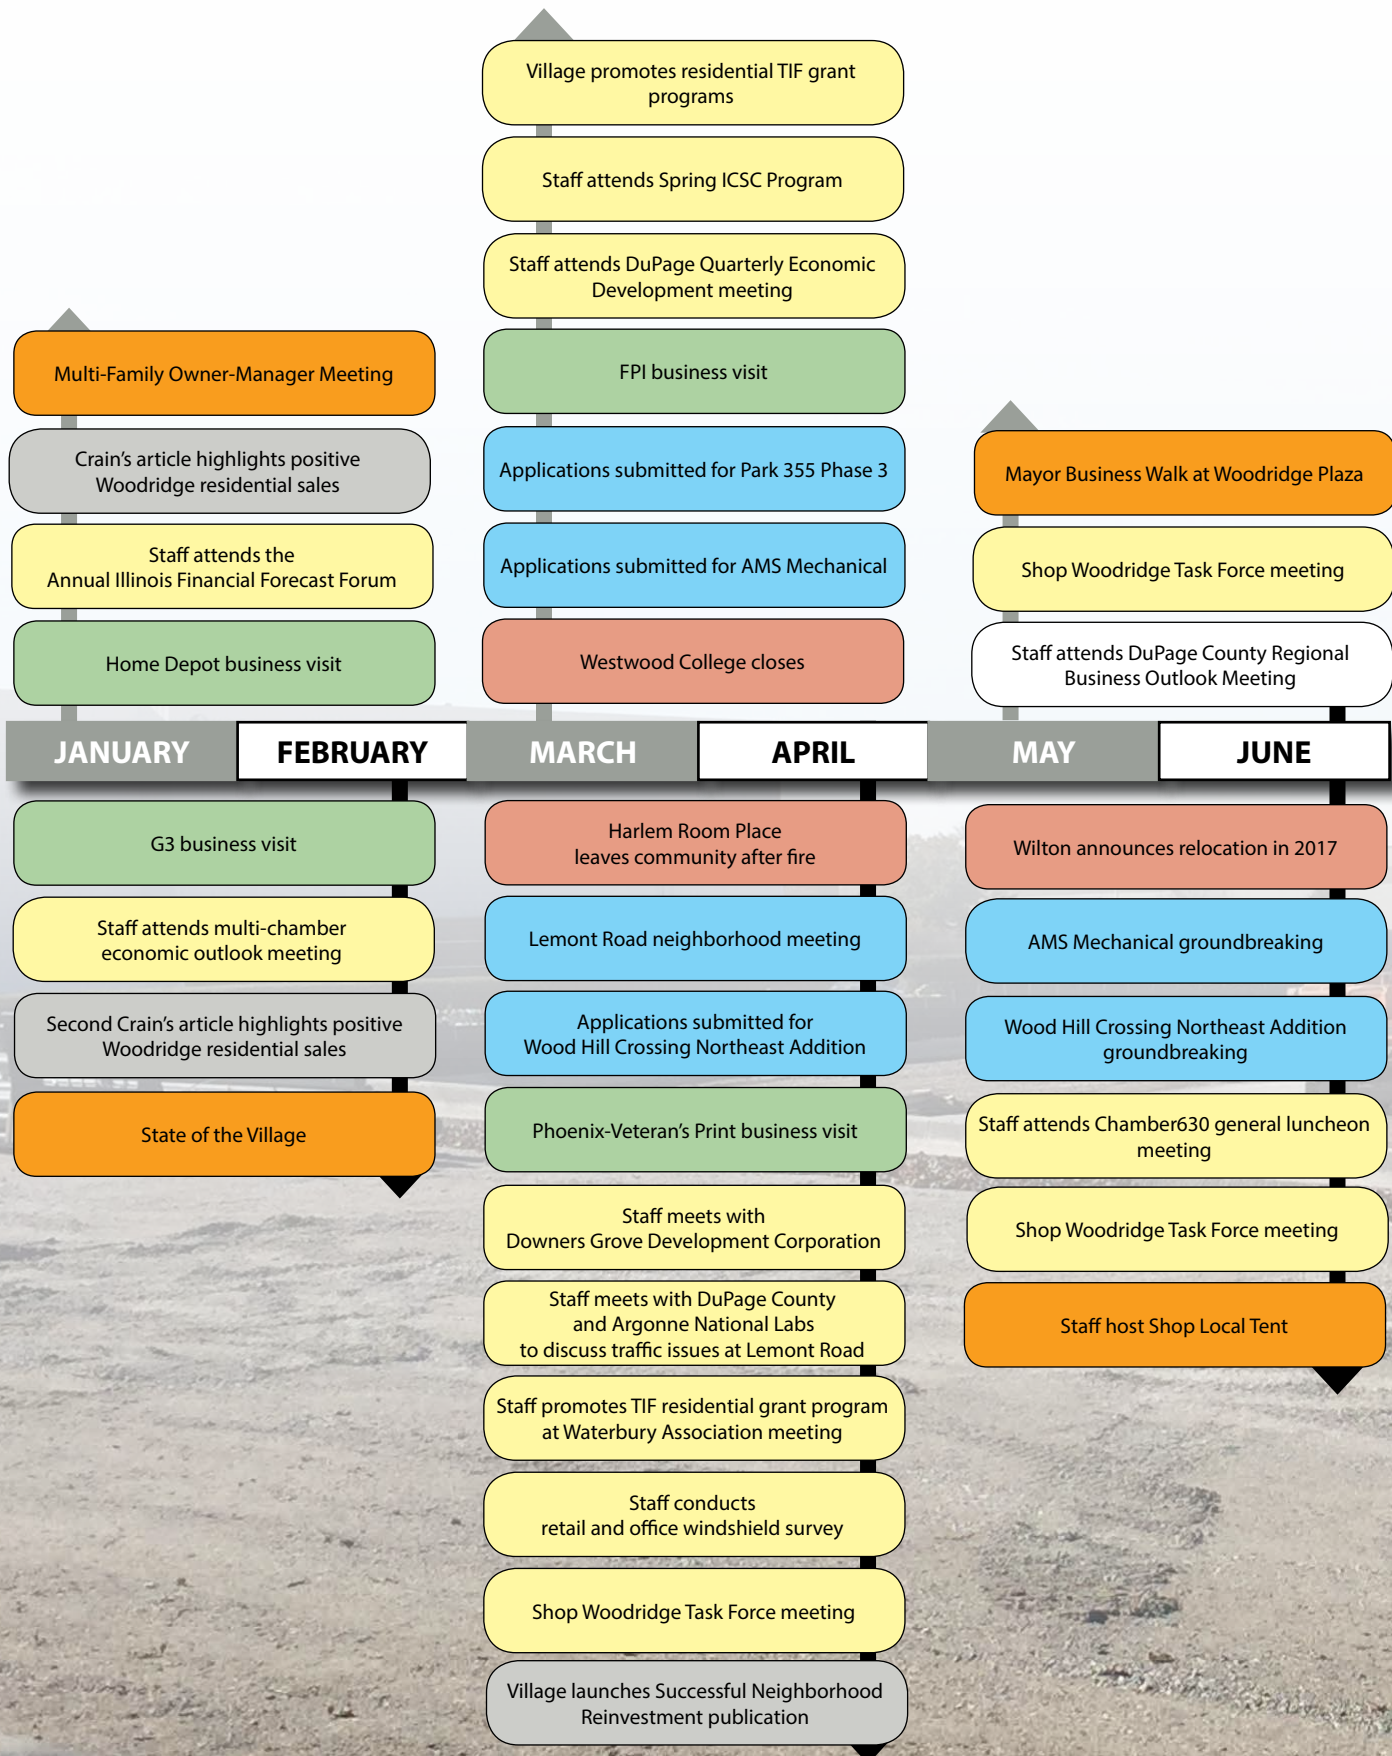 Village promotes residential TIF grant
programs
Staff attends Spring ICSC Program
Staff attends DuPage Quarterly Economic
Development meeting
FPI business visit
Applications submitted for Park 355 Phase 3
Applications submitted for AMS Mechanical
Westwood College closes
Multi-Family Owner-Manager Meeting
Crain's article highlights positive
Woodridge residential sales
Staff attends the
Annual Illinois Financial Forecast Forum
Home Depot business visit
Mayor Business Walk at Woodridge Plaza
Shop Woodridge Task Force meeting
Staff attends DuPage County Regional
Business Outlook Meeting
JANUARY
FEBRUARY
MARCH
APRIL
MAY
JUNE
G3 business visit
Staff attends multi-chamber
economic outlook meeting
Second Crain's article highlights positive
Woodridge residential sales
State of the Village
Harlem Room Place
leaves community after fire
Lemont Road neighborhood meeting
Applications submitted for
Wood Hill Crossing Northeast Addition
Phoenix-Veteran's Print business visit
Staff meets with
Downers Grove Development Corporation
Staff meets with DuPage County
and Argonne National Labs
to discuss traffic issues at Lemont Road
Staff promotes TIF residential grant program
at Waterbury Association meeting
Staff conducts
retail and office windshield survey
Shop Woodridge Task Force meeting
Village launches Successful Neighborhood
Reinvestment publication
Wilton announces relocation in 2017
AMS Mechanical groundbreaking
Wood Hill Crossing Northeast Addition
groundbreaking
Staff attends Chamber630 general luncheon
meeting
Shop Woodridge Task Force meeting
Staff host Shop Local Tent